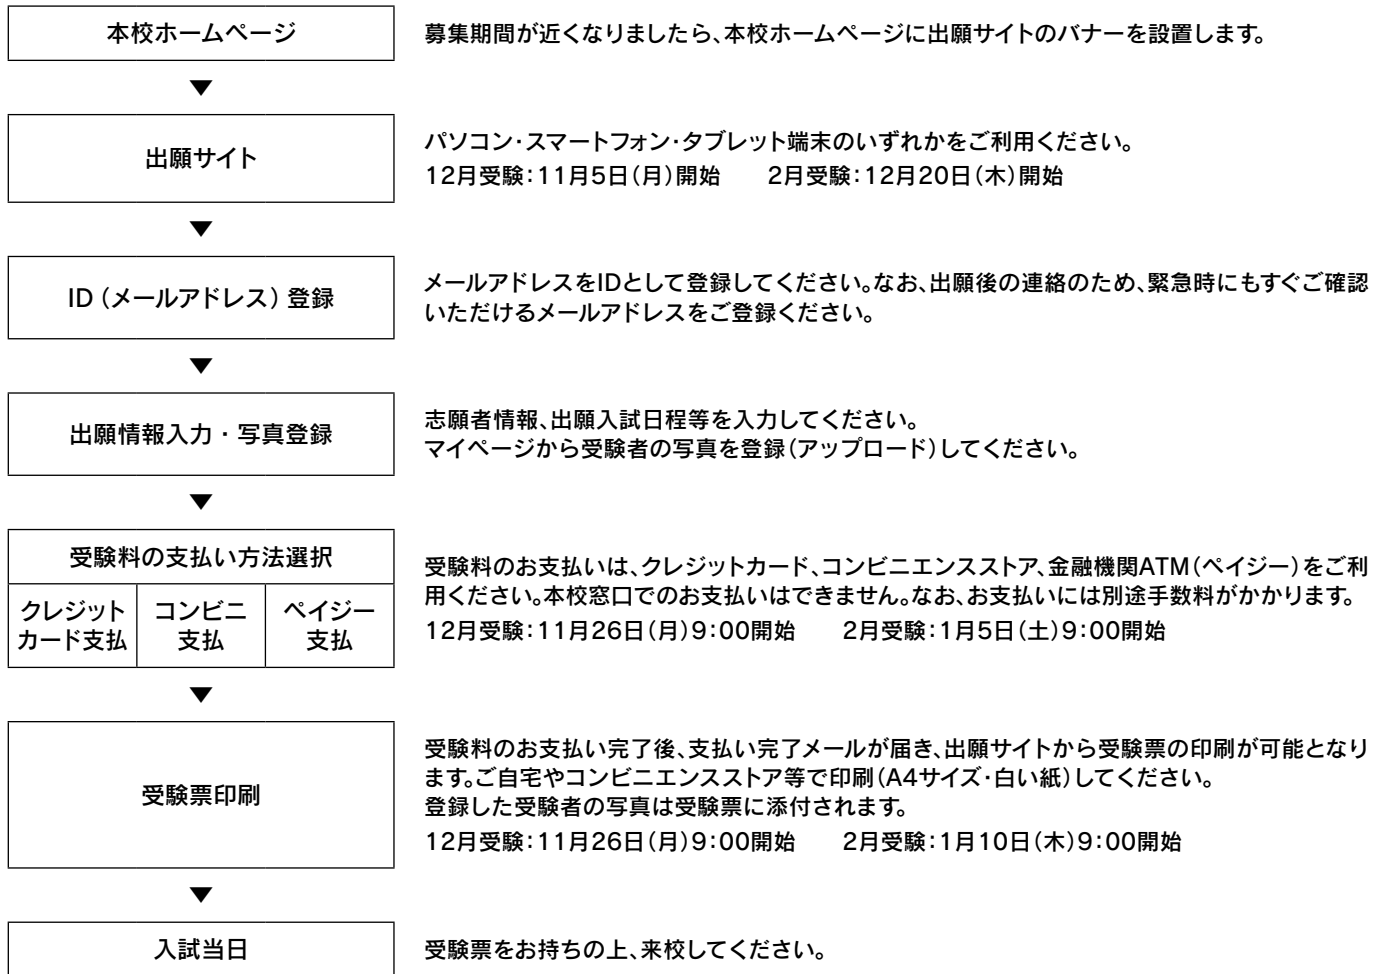 本校ホームページ
募集期間が近くなりましたら、本校ホームページに出願サイトのバナーを設置します。
▼
出願サイト
パソコン・スマートフォン・タブレット端末のいずれかをご利用ください。
12月受験：11月5日（月）開始　　2月受験：12月20日（木）開始
▼
ID（メールアドレス）登録
メールアドレスをIDとして登録してください。なお、出願後の連絡のため、緊急時にもすぐご確認
いただけるメールアドレスをご登録ください。
▼
出願情報入力・写真登録
志願者情報、出願入試日程等を入力してください。
マイページから受験者の写真を登録（アップロード）してください。
▼
受験料の支払い方法選択
クレジット
カード支払
コンビニ
支払
ペイジー
支払
受験料のお支払いは、クレジットカード、コンビニエンスストア、金融機関ATM（ペイジー）をご利
用ください。本校窓口でのお支払いはできません。なお、お支払いには別途手数料がかかります。
12月受験：11月26日（月）9：00開始　　2月受験：1月5日（土）9：00開始
▼
受験票印刷
受験料のお支払い完了後、支払い完了メールが届き、出願サイトから受験票の印刷が可能となり
ます。ご自宅やコンビニエンスストア等で印刷（A4サイズ・白い紙）してください。
登録した受験者の写真は受験票に添付されます。
12月受験：11月26日（月）9：00開始　　2月受験：1月10日（木）9：00開始
▼
入試当日
受験票をお持ちの上、来校してください。